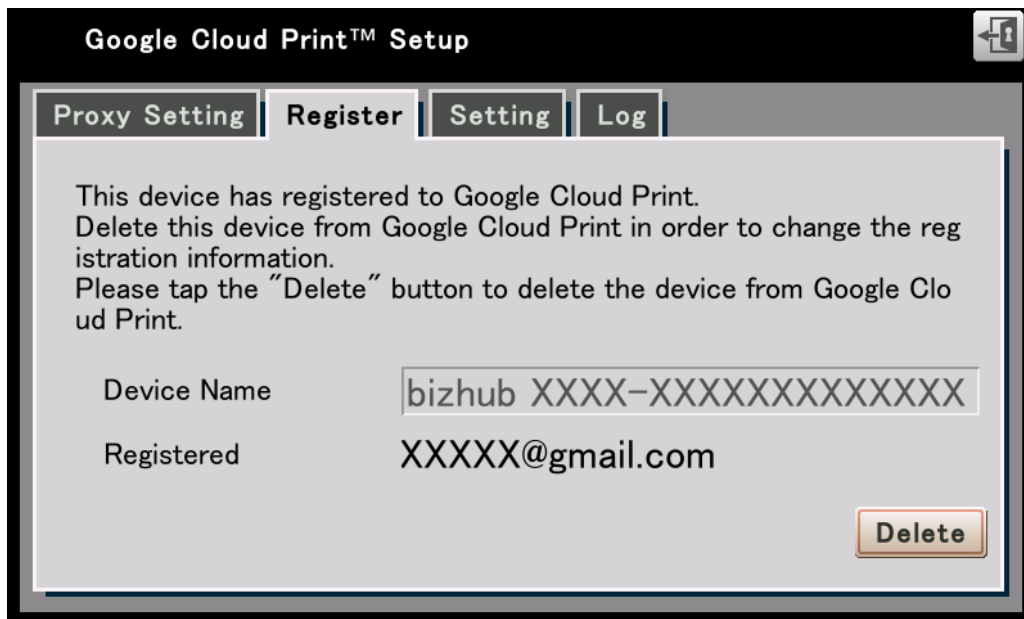 Google Cloud Print™ Setup
Proxy Setting Register Setting Log
This device has registered to Google Cloud Print.
Delete this device from Google Cloud Print in order to change the reg
istration information.
Please tap the ″Delete″ button to delete the device from Google Clo
ud Print.
Device Name bizhub XXXX-XXXXXXXXXXXXX
Registered XXXXX@gmail.com
Delete